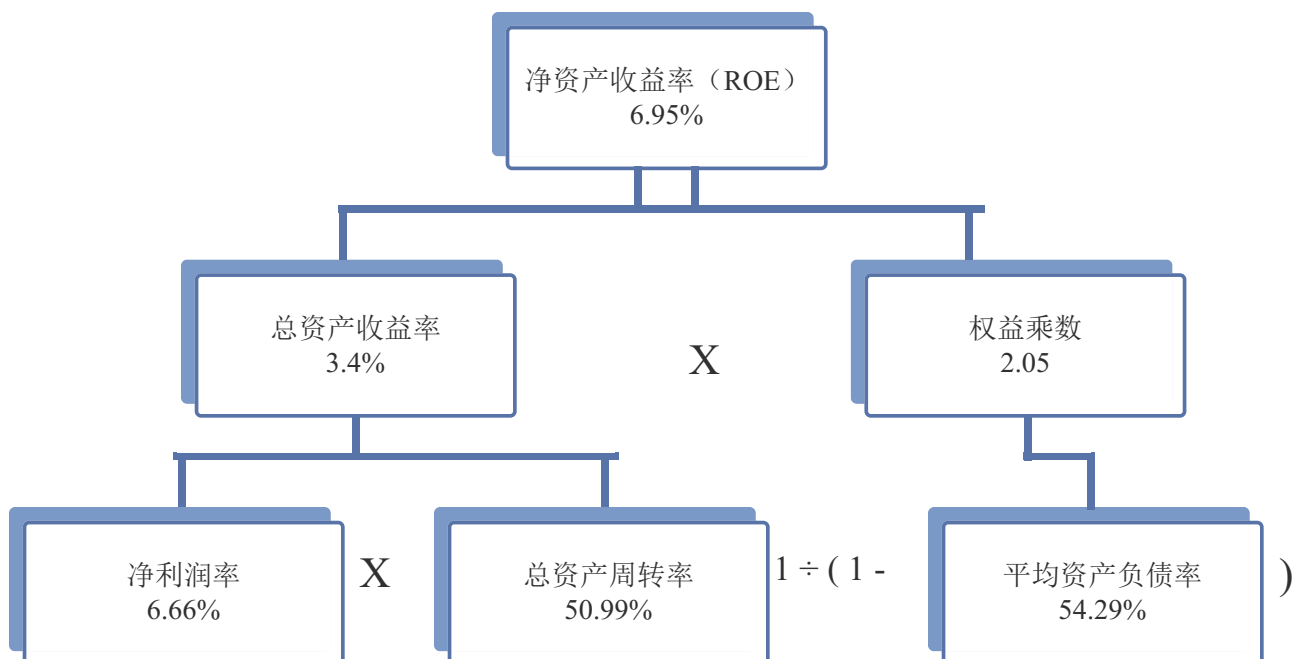 净资产收益率（ROE）
6.95%
总资产收益率
3.4%
X
权益乘数
2.05
净利润率
6.66%
X
总资产周转率
50.99%
1 ÷ ( 1 -
平均资产负债率
54.29%
)